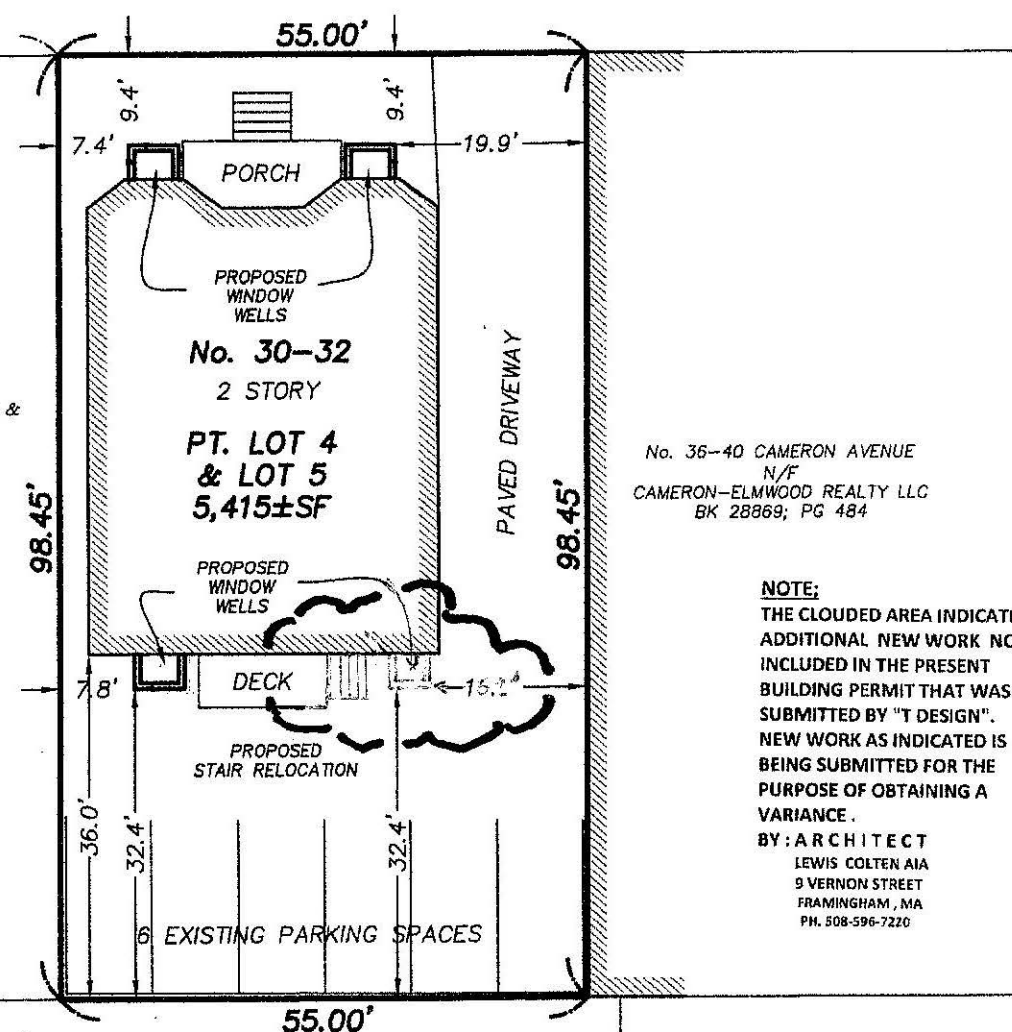 55.00'
9.4'
9.4'
7.4'
19.9'
PORCH
PROPOSED
WINDOW
WELLS
No. 30-32
2 STORY
PT. LOT 4
& LOT 5
5,415±SF
&
98.45'
PAVED DRIVEWAY
98.45'
No. 36-40 CAMERON AVENUE
N/F
CAMERON-ELMWOOD REALTY LLC
BK 28869; PG 484
PROPOSED
WINDOW
WELLS
7.8'
DECK
PROPOSED
STAIR RELOCATION
36.0'
32.4'
32.4'
6 EXISTING PARKING SPACES
55.00'
NOTE;
THE CLOUDED AREA INDICATE
ADDITIONAL NEW WORK NO
INCLUDED IN THE PRESENT
BUILDING PERMIT THAT WAS
SUBMITTED BY "T DESIGN".
NEW WORK AS INDICATED IS
BEING SUBMITTED FOR THE
PURPOSE OF OBTAINING A
VARIANCE.
BY: ARCHITECT
LEWIS COLTEN AIA
9 VERNON STREET
FRAMINGHAM, MA
PH. 508-596-7220